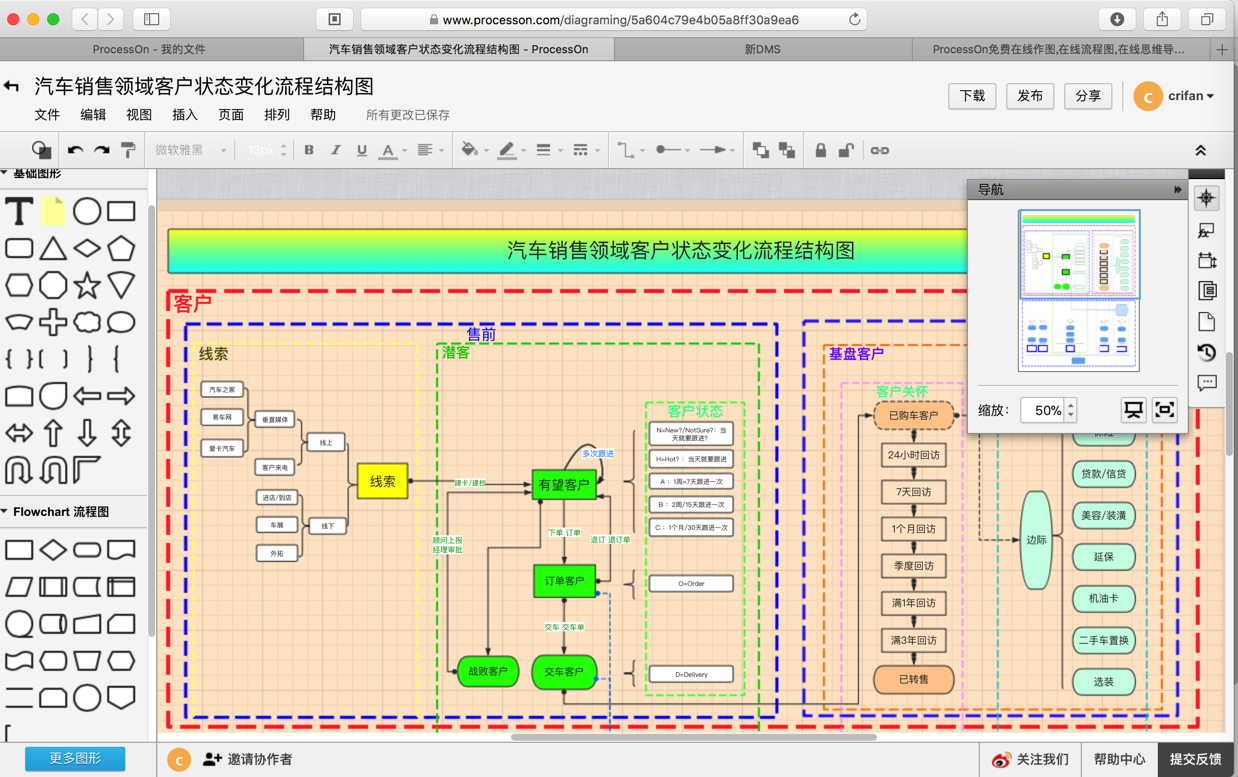 www.processon.com/diagraming/5a604c79e4b05a8ff30a9ea6
ProcessOn - 我的文件
汽车销售领域客户状态变化流程结构图 - ProcessOn
新DMS
ProcessOn免费在线作图,在线流程图,在线思维导...
汽车销售领域客户状态变化流程结构图
文件 编辑 视图 插入 页面 排列 帮助 所有更改已保存
下载 发布 分享 C crifan
微软雅黑 13px B I U A
基础图形
T
Flowchart 流程图
更多图形
汽车销售领域客户状态变化流程结构图
客户
售前
线索
汽车之家
易车网
爱卡汽车
垂直媒体
客户来电
线上
进店/到店
车展
外拓
线下
线索
潜客
建卡/建档
多次跟进
有望客户
顾问上报
经理审批
下单 订单
退订 退订单
订单客户
交车 交车单
战败客户
交车客户
客户状态
N=New?/NotSure?：当
天就要跟进?
H=Hot?：当天就要跟进
A：1周=7天跟进一次
B：2周/15天跟进一次
C：1个月/30天跟进一次
O=Order
D=Delivery
基盘客户
客户关怀
已购车客户
24小时回访
7天回访
1个月回访
季度回访
满1年回访
满3年回访
已转售
边际
贷款/信贷
美容/装潢
延保
机油卡
二手车置换
选装
导航
缩放： 50%
C 邀请协作者
关注我们 帮助中心 提交反馈